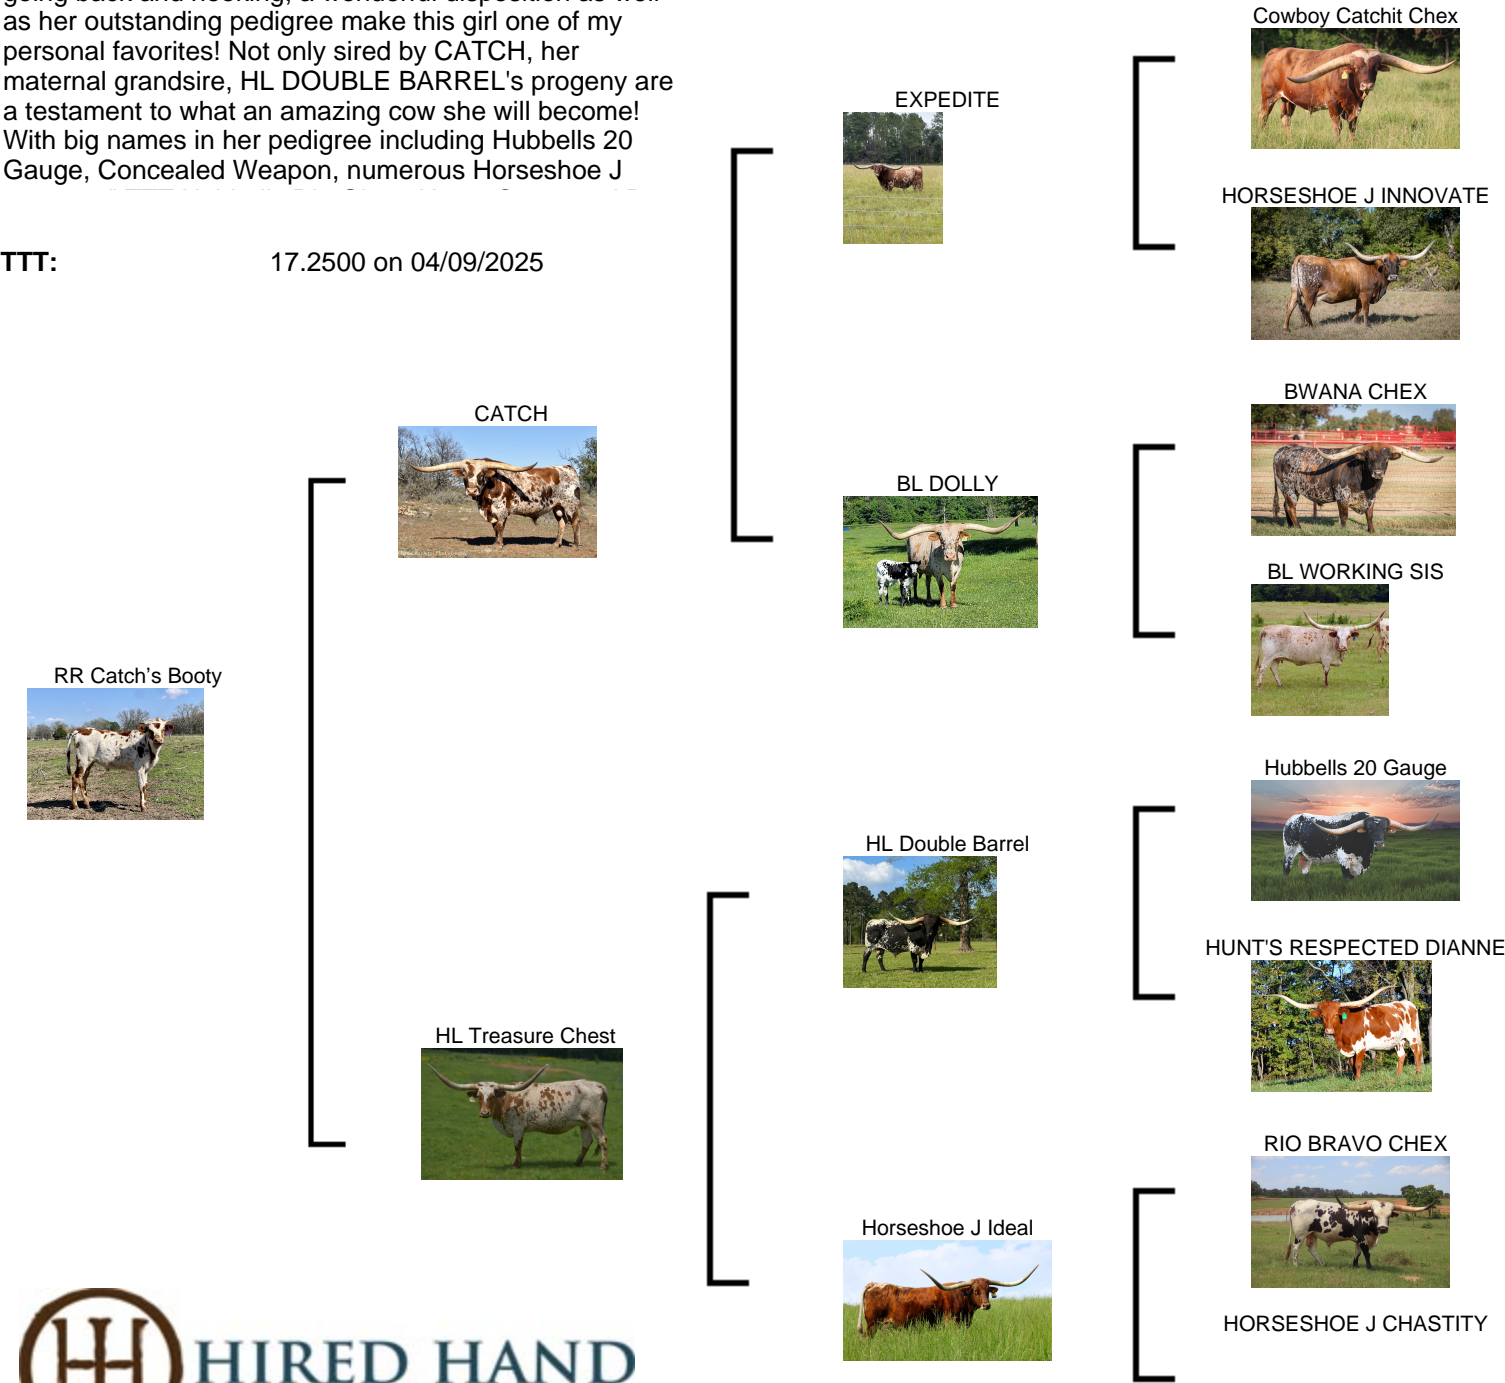 as her outstanding pedigree make this girl one of my
personal favorites! Not only sired by CATCH, her
maternal grandsire, HL DOUBLE BARREL's progeny are
a testament to what an amazing cow she will become!
With big names in her pedigree including Hubbells 20
Gauge, Concealed Weapon, numerous Horseshoe J
TTT: 17.2500 on 04/09/2025
RR Catch's Booty
CATCH
HL Treasure Chest
EXPEDITE
BL DOLLY
HL Double Barrel
Horseshoe J Ideal
Cowboy Catchit Chex
HORSESHOE J INNOVATE
BWANA CHEX
BL WORKING SIS
Hubbells 20 Gauge
HUNT'S RESPECTED DIANNE
RIO BRAVO CHEX
HORSESHOE J CHASTITY
HIRED HAND